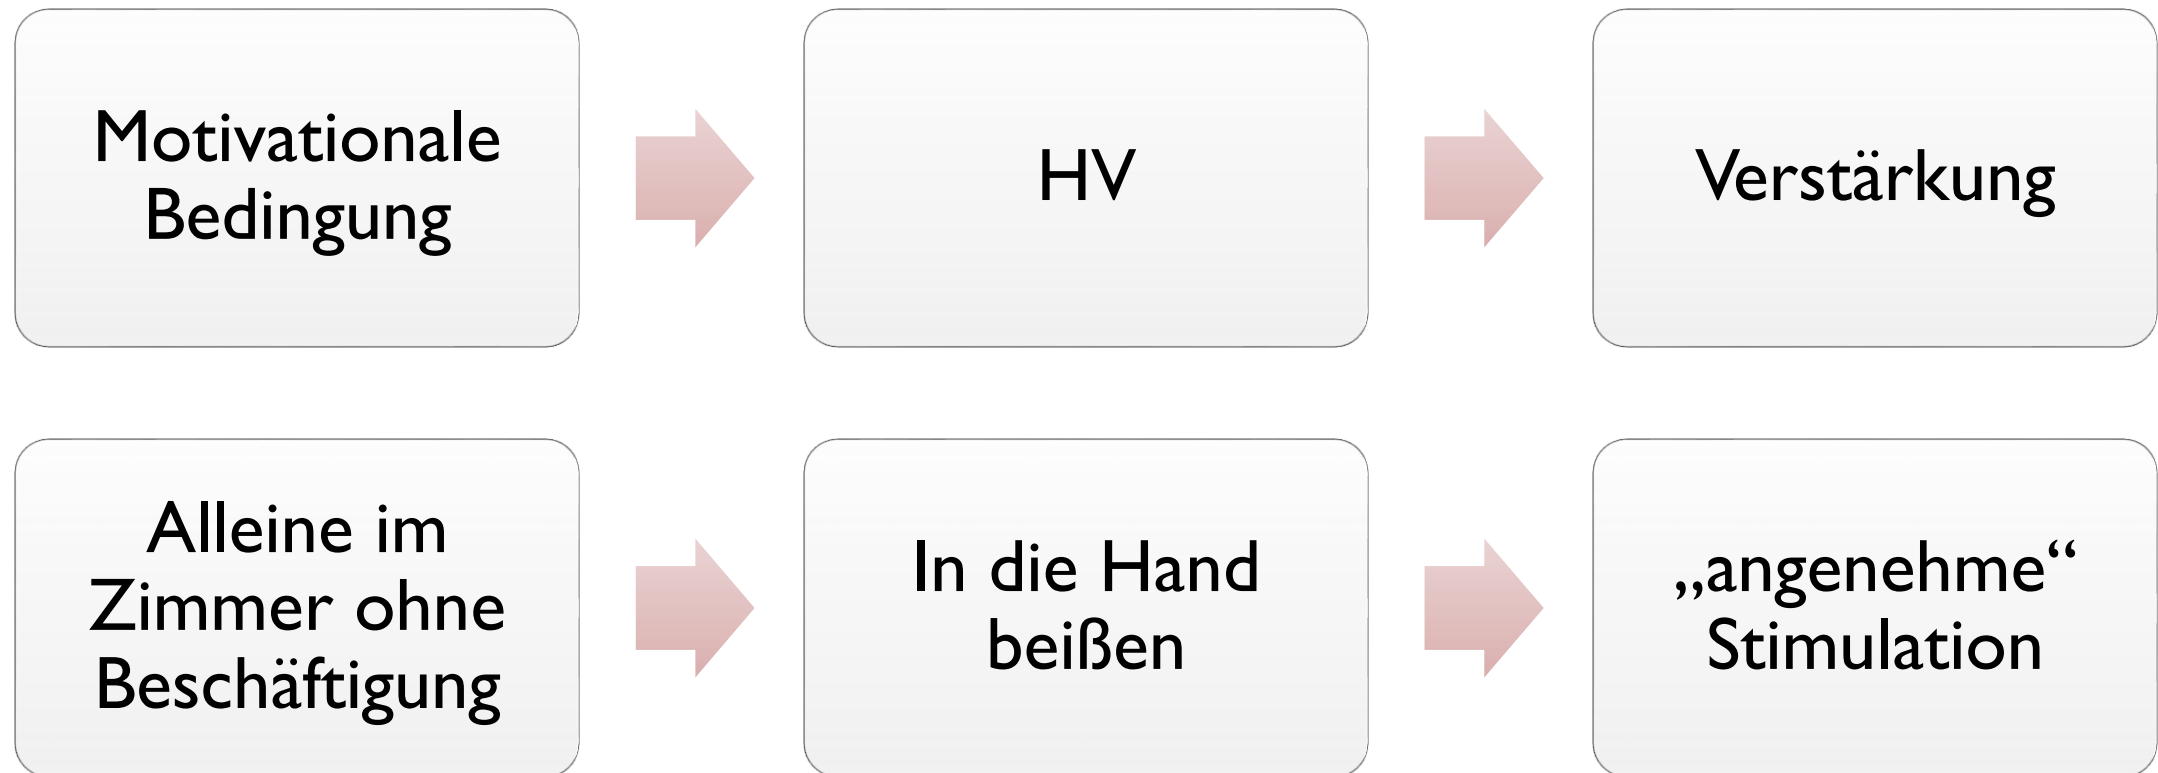 Motivationale
Bedingung
HV
Verstärkung
Alleine im
Zimmer ohne
Beschäftigung
In die Hand
beißen
„angenehme“
Stimulation